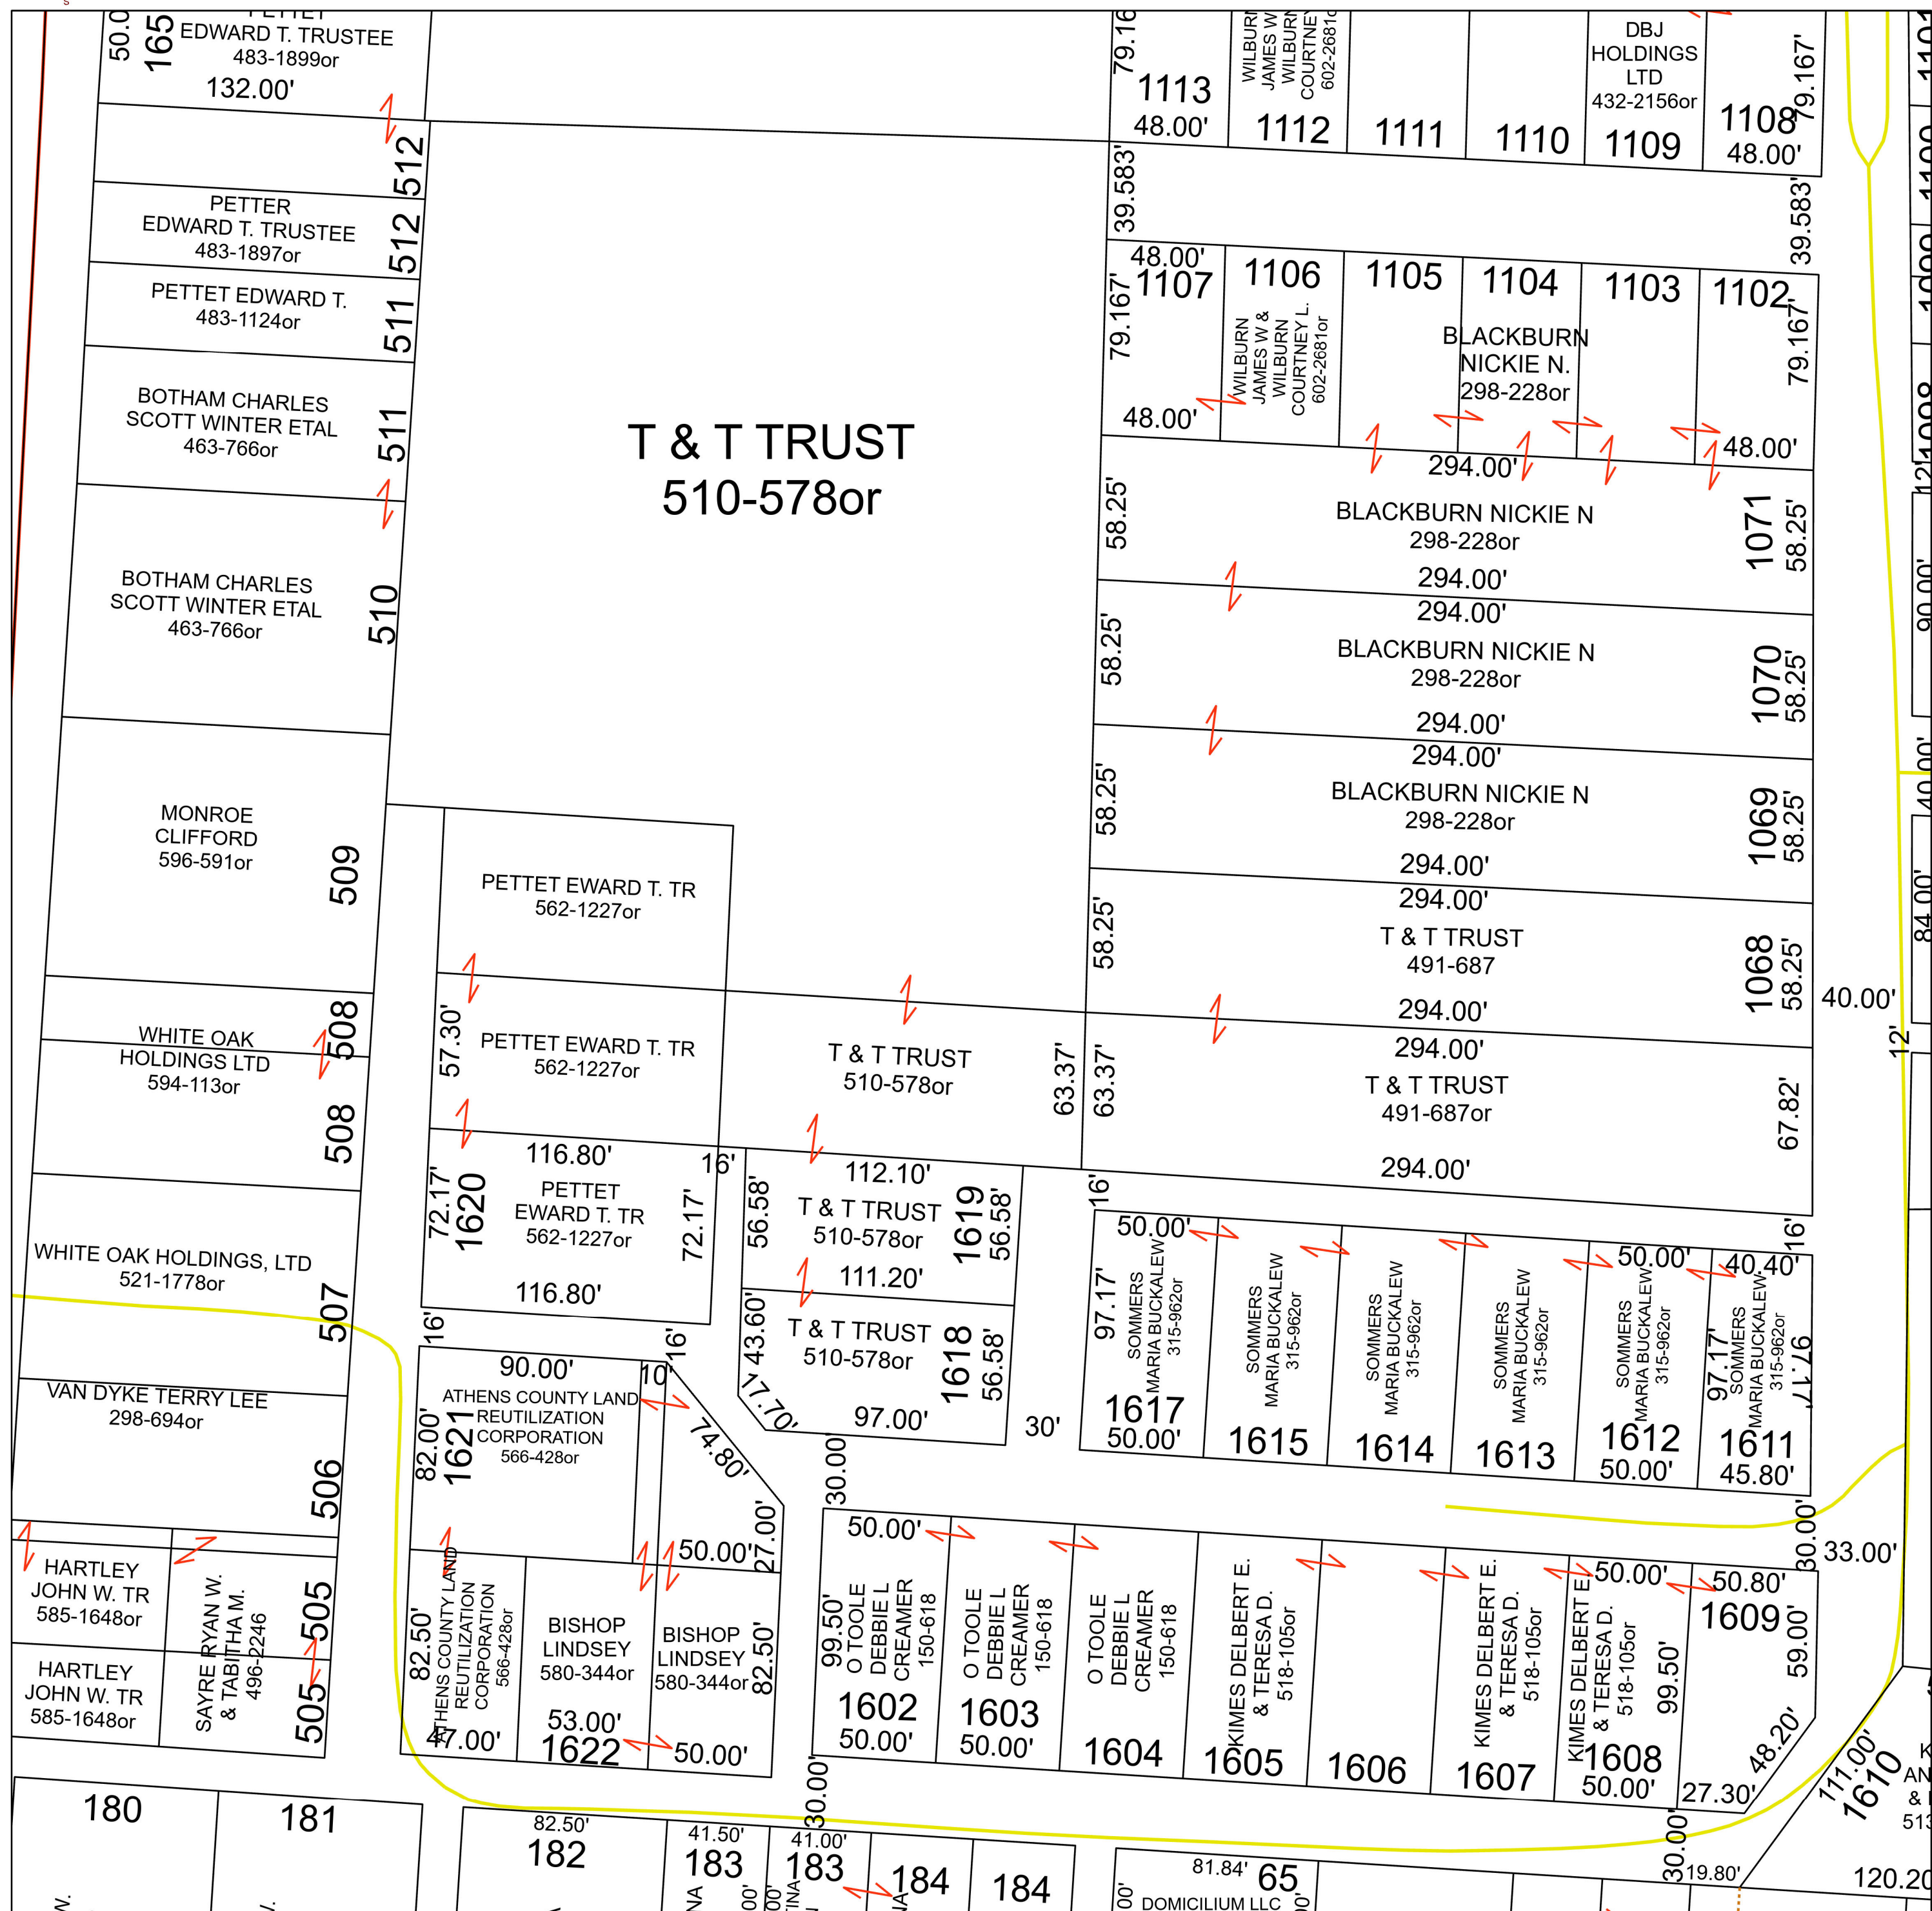 50.0
165
EDWARD T. TRUSTEE
483-1899or
132.00'
512
PETTER
EDWARD T. TRUSTEE
483-1897or
512
PETTET EDWARD T.
483-1124or
511
BOTHAM CHARLES
SCOTT WINTER ETAL
463-766or
511
BOTHAM CHARLES
SCOTT WINTER ETAL
463-766or
510
MONROE
CLIFFORD
596-591or
509
WHITE OAK
HOLDINGS LTD
594-113or
508
508
WHITE OAK HOLDINGS, LTD
521-1778or
507
VAN DYKE TERRY LEE
298-694or
506
HARTLEY
JOHN W. TR
585-1648or
HARTLEY
JOHN W. TR
585-1648or
SAYRE RYAN W.
& TABITHA M.
496-2246
505
505
T & T TRUST
510-578or
79.16
1113
48.00'
WILBURN
JAMES W
WILBURN
COURTNEY
602-2681
1112
1111
1110
DBJ
HOLDINGS
LTD
432-2156or
1109
1108
79.167'
48.00'
39.583'
39.583'
48.00'
1107
79.167'
48.00'
1106
WILBURN
JAMES W &
WILBURN
COURTNEY L.
602-2681or
1105
1104
1103
1102
79.167'
BLACKBURN
NICKIE N.
298-228or
48.00'
294.00'
58.25'
BLACKBURN NICKIE N
298-228or
1071
58.25'
294.00'
294.00'
58.25'
BLACKBURN NICKIE N
298-228or
1070
58.25'
294.00'
294.00'
58.25'
BLACKBURN NICKIE N
298-228or
1069
58.25'
294.00'
294.00'
58.25'
T & T TRUST
491-687
1068
58.25'
294.00'
40.00'
12'
294.00'
63.37'
T & T TRUST
491-687or
67.82'
294.00'
PETTET EWARD T. TR
562-1227or
57.30'
PETTET EWARD T. TR
562-1227or
T & T TRUST
510-578or
63.37'
116.80'
72.17'
1620
PETTET
EWARD T. TR
562-1227or
72.17'
116.80'
16'
112.10'
56.58'
T & T TRUST
510-578or
1619
56.58'
111.20'
43.60'
T & T TRUST
510-578or
1618
56.58'
17.70'
97.00'
30'
16'
16'
90.00'
10'
82.00'
1621
ATHENS COUNTY LAND
REUTILIZATION
CORPORATION
566-428or
74.80'
27.00'
50.00'
82.50'
ATHENS COUNTY LAND
REUTILIZATION
CORPORATION
566-428or
47.00'
BISHOP
LINDSEY
580-344or
53.00'
1622
BISHOP
LINDSEY
580-344or
82.50'
50.00'
16'
50.00'
97.17'
SOMMERS
MARIA BUCKALEW
315-962or
1617
50.00'
SOMMERS
MARIA BUCKALEW
315-962or
1615
SOMMERS
MARIA BUCKALEW
315-962or
1614
SOMMERS
MARIA BUCKALEW
315-962or
1613
50.00'
SOMMERS
MARIA BUCKALEW
315-962or
1612
50.00'
16'
40.40'
97.17'
SOMMERS
MARIA BUCKALEW
315-962or
97.17'
1611
45.80'
30.00'
30.00'
33.00'
50.00'
99.50'
O TOOLE
DEBBIE L
CREAMER
150-618
1602
50.00'
O TOOLE
DEBBIE L
CREAMER
150-618
1603
50.00'
O TOOLE
DEBBIE L
CREAMER
150-618
1604
KIMES DELBERT E.
& TERESA D.
518-105or
1605
1606
KIMES DELBERT E.
& TERESA D.
518-105or
1607
50.00'
KIMES DELBERT E.
& TERESA D.
518-105or
99.50'
1608
50.00'
50.80'
1609
59.00'
48.20'
27.30'
111.00'
1610
30.00'
30.00'
19.80'
120.20
180
181
82.50'
182
41.50'
183
41.00'
183
184
184
81.84'
65
DOMICILIUM LLC
12'
1098
90.00'
40.00'
84.00'